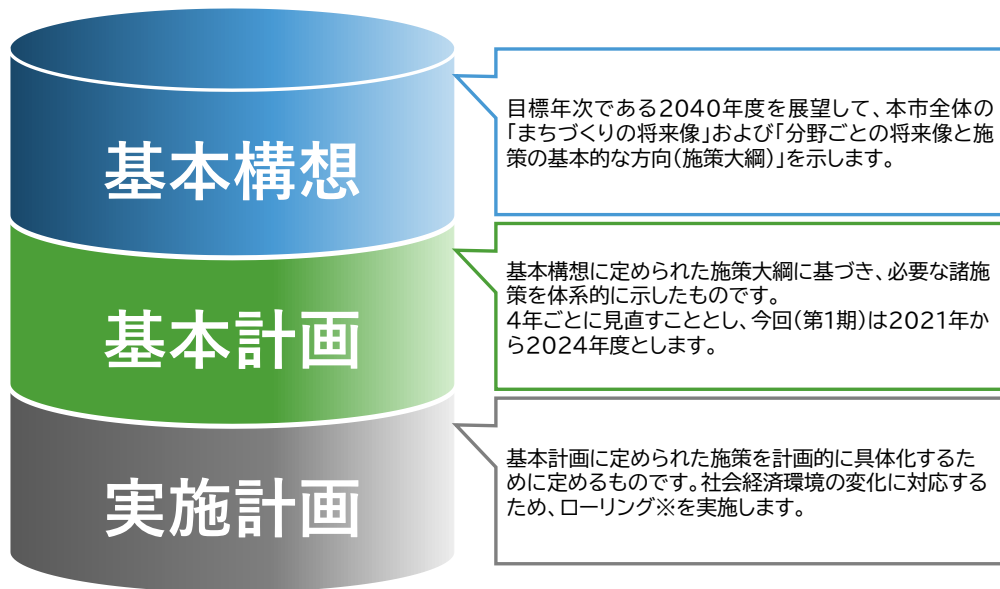 基本構想
目標年次である2040年度を展望して、本市全体の
「まちづくりの将来像」および「分野ごとの将来像と施
策の基本的な方向(施策大綱)」を示します。
基本計画
基本構想に定められた施策大綱に基づき、必要な諸施
策を体系的に示したものです。
4年ごとに見直すこととし、今回(第1期)は2021年か
ら2024年度とします。
実施計画
基本計画に定められた施策を計画的に具体化するた
めに定めるものです。社会経済環境の変化に対応する
ため、ローリング※を実施します。